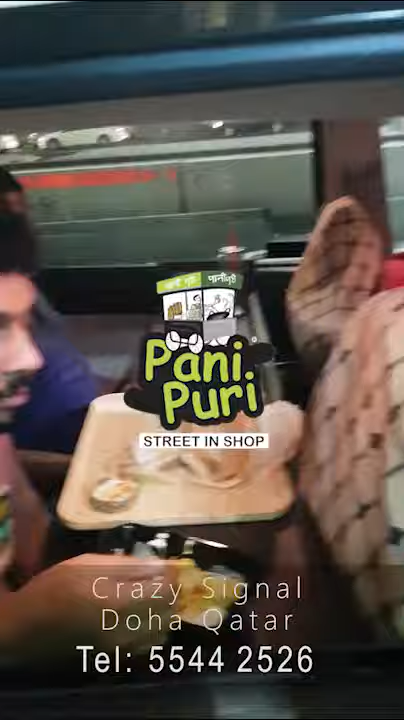 पानीपुरी
Pani
Puri
STREET IN SHOP
Crazy Signal
Doha Qatar
Tel: 5544 2526